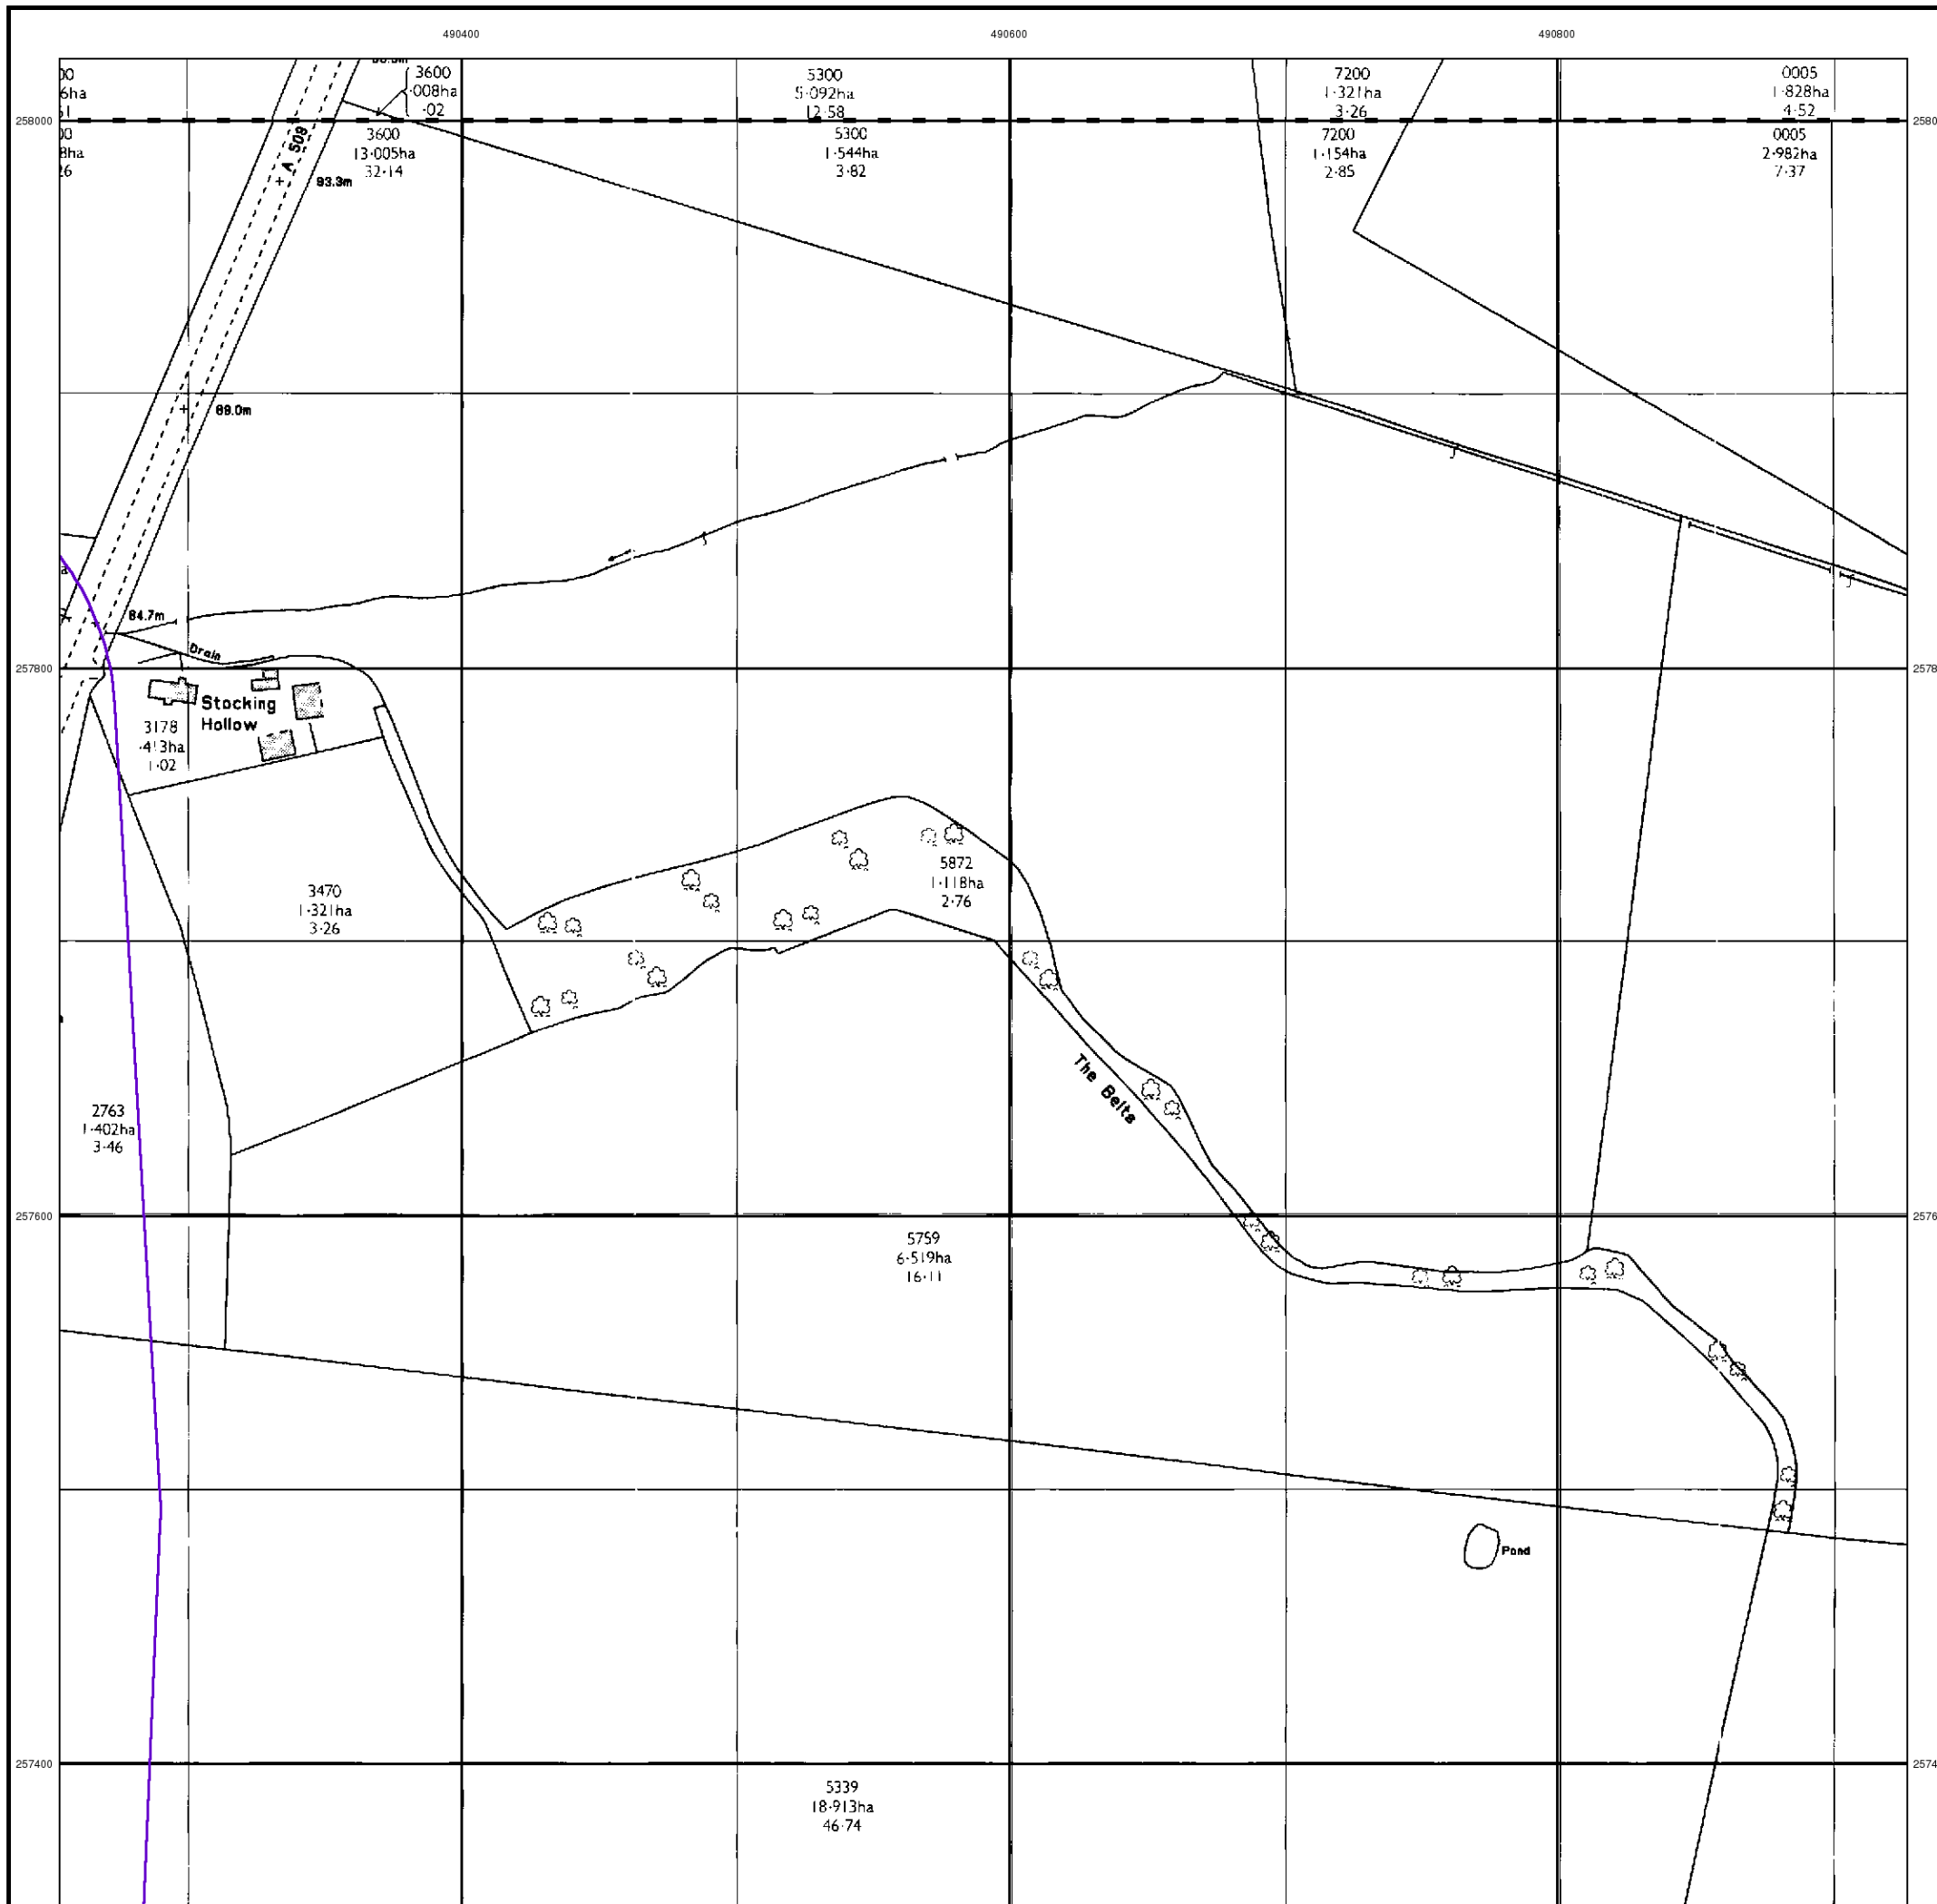 490400 490600 490800
3600
·008ha
·02
5300
5·092ha
12·58
7200
1·321ha
3·26
0005
1·828ha
4·52
258000
3600
13·005ha
32·14
5300
1·544ha
3·82
7200
1·154ha
2·85
0005
2·982ha
7·37
A 509
93.3m
89.0m
84.7m
Drain
257800
Stocking
Hollow
3178
·413ha
1·02
3470
1·321ha
3·26
5872
1·118ha
2·76
The Belts
2763
1·402ha
3·46
257600
5759
6·519ha
16·11
Pond
257400
5339
18·913ha
46·74